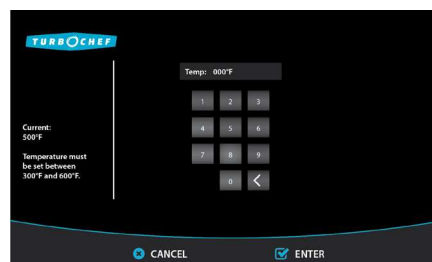 TURBOCHEF
Temp: 000°F
1 2 3
4 5 6
7 8 9
0 <
Current:
500°F
Temperature must
be set between
300°F and 600°F.
CANCEL
ENTER